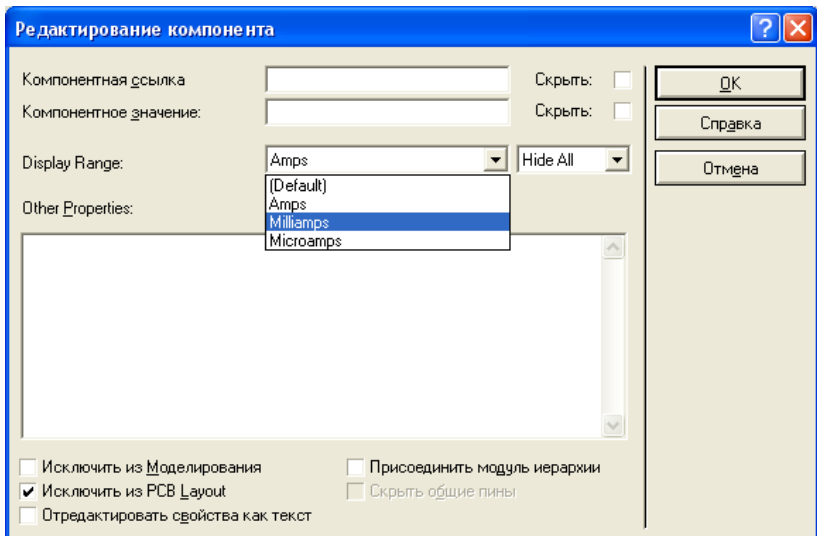 Редактирование компонента
Компонентная ссылка Скрыть: OK
Компонентное значение: Скрыть: Справка
Display Range: Amps Hide All Отмена
(Default)
Other Properties: Amps
Milliamps
Microamps
Исключить из Моделирования Присоединить модуль иерархии
Исключить из PCB Layout Скрыть общие пины
Отредактировать свойства как текст